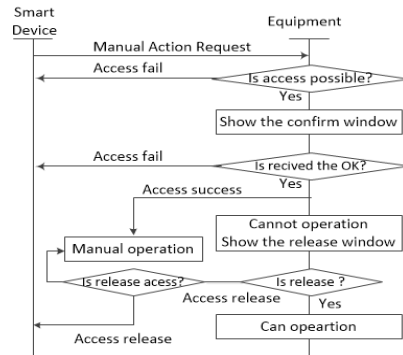 Smart
Device
Equipment
Manual Action Request
Access fail
Is access possible?
Yes
Show the confirm window
Access fail
Is recived the OK?
Yes
Access success
Cannot operation
Show the release window
Manual operation
Is release acess?
Is release ?
Access release
Yes
Can opeartion
Access release